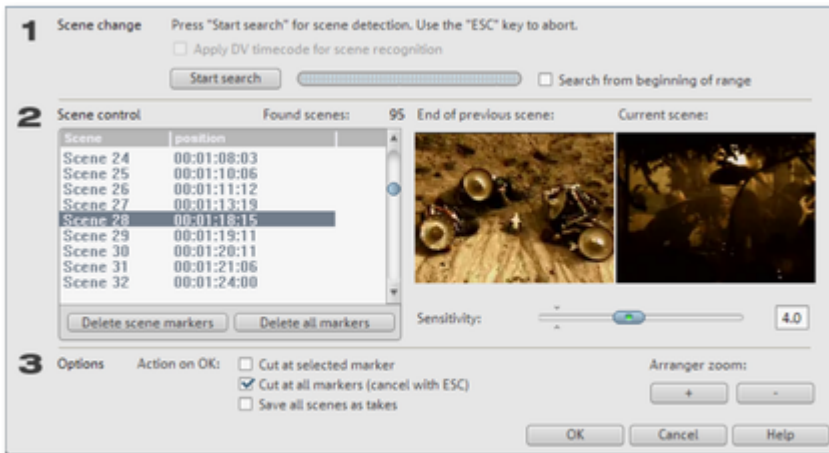 1 Scene change Press "Start search" for scene detection. Use the "ESC" key to abort.
Apply DV timecode for scene recognition
Start search Search from beginning of range
2 Scene control Found scenes: 95 End of previous scene: Current scene:
Scene position
Scene 24 00:01:08:03
Scene 25 00:01:10:06
Scene 26 00:01:11:12
Scene 27 00:01:13:19
Scene 28 00:01:18:15
Scene 29 00:01:19:11
Scene 30 00:01:20:11
Scene 31 00:01:21:06
Scene 32 00:01:24:00
Delete scene markers Delete all markers Sensitivity: 4.0
3 Options Action on OK: Cut at selected marker Arranger zoom:
Cut at all markers (cancel with ESC)
+ -
Save all scenes as takes
OK Cancel Help